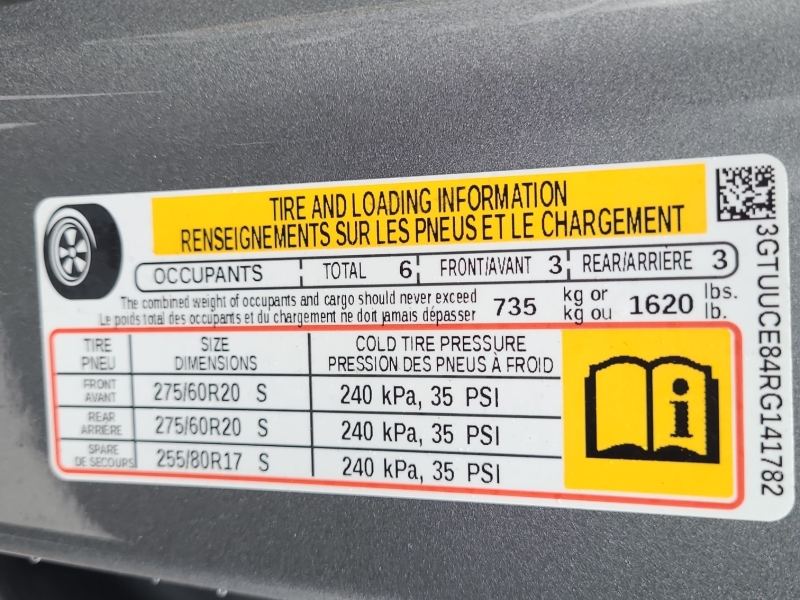 TIRE AND LOADING INFORMATION
RENSEIGNEMENTS SUR LES PNEUS ET LE CHARGEMENT
OCCUPANTS TOTAL 6 FRONT/AVANT 3 REAR/ARRIÈRE 3
The combined weight of occupants and cargo should never exceed 735 kg or 1620 lbs.
Le poids total des occupants et du chargement ne doit jamais dépasser kg ou lb.
TIRE SIZE COLD TIRE PRESSURE
PNEU DIMENSIONS PRESSION DES PNEUS À FROID
FRONT AVANT 275/60R20 S 240 kPa, 35 PSI
REAR ARRIÈRE 275/60R20 S 240 kPa, 35 PSI
SPARE DE SECOURS 255/80R17 S 240 kPa, 35 PSI
3GTUUCE84RG141782